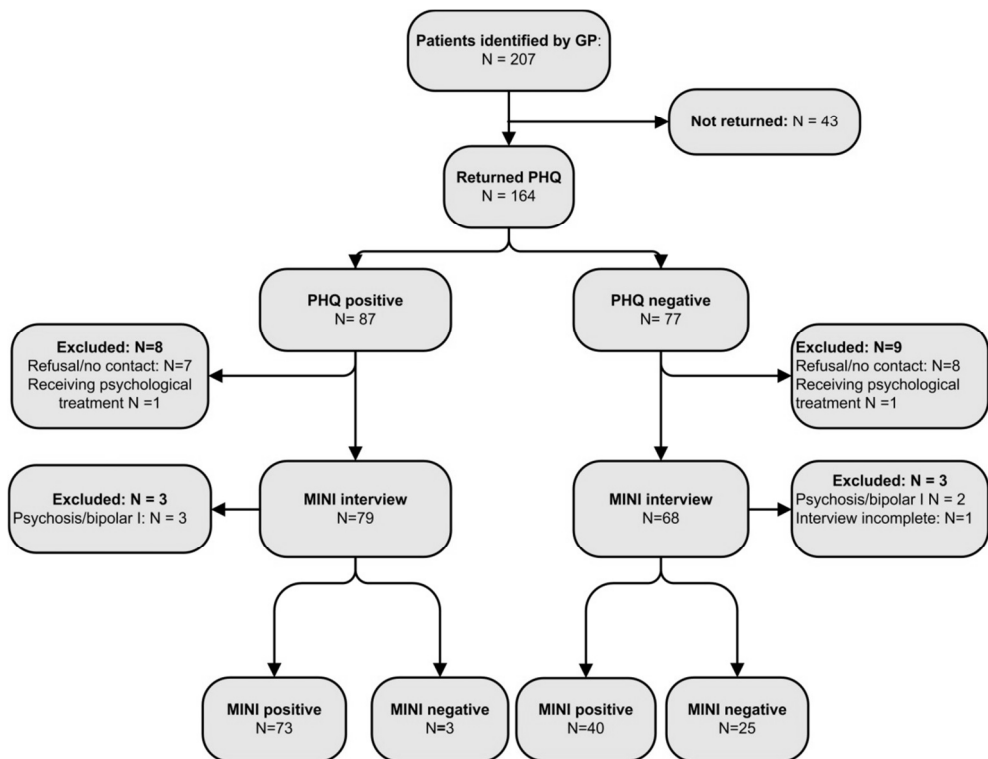 Patients identified by GP:
N = 207
Not returned: N = 43
Returned PHQ
N = 164
PHQ positive
N= 87
PHQ negative
N= 77
Excluded: N=8
Refusal/no contact: N=7
Receiving psychological
treatment N =1
Excluded: N=9
Refusal/no contact: N=8
Receiving psychological
treatment N =1
Excluded: N = 3
Psychosis/bipolar I: N = 3
MINI interview
N=79
MINI interview
N=68
Excluded: N = 3
Psychosis/bipolar I N = 2
Interview incomplete: N=1
MINI positive
N=73
MINI negative
N=3
MINI positive
N=40
MINI negative
N=25